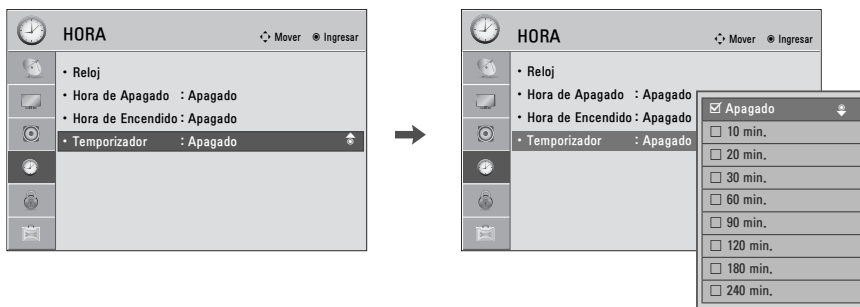 HORA
Mover Ingresar
• Reloj
• Hora de Apagado : Apagado
• Hora de Encendido : Apagado
• Temporizador : Apagado
HORA
Mover Ingresar
• Reloj
• Hora de Apagado : Apagado
• Hora de Encendido : Apagado
• Temporizador : Apagado
Apagado
10 min.
20 min.
30 min.
60 min.
90 min.
120 min.
180 min.
240 min.